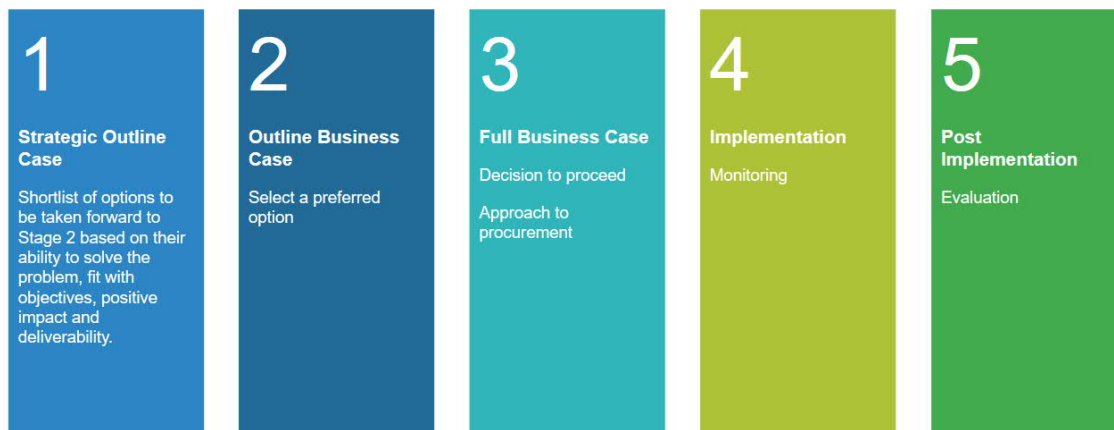 1
Strategic Outline
Case
Shortlist of options to
be taken forward to
Stage 2 based on their
ability to solve the
problem, fit with
objectives, positive
impact and
deliverability.
2
Outline Business
Case
Select a preferred
option
3
Full Business Case
Decision to proceed
Approach to
procurement
4
Implementation
Monitoring
5
Post
Implementation
Evaluation